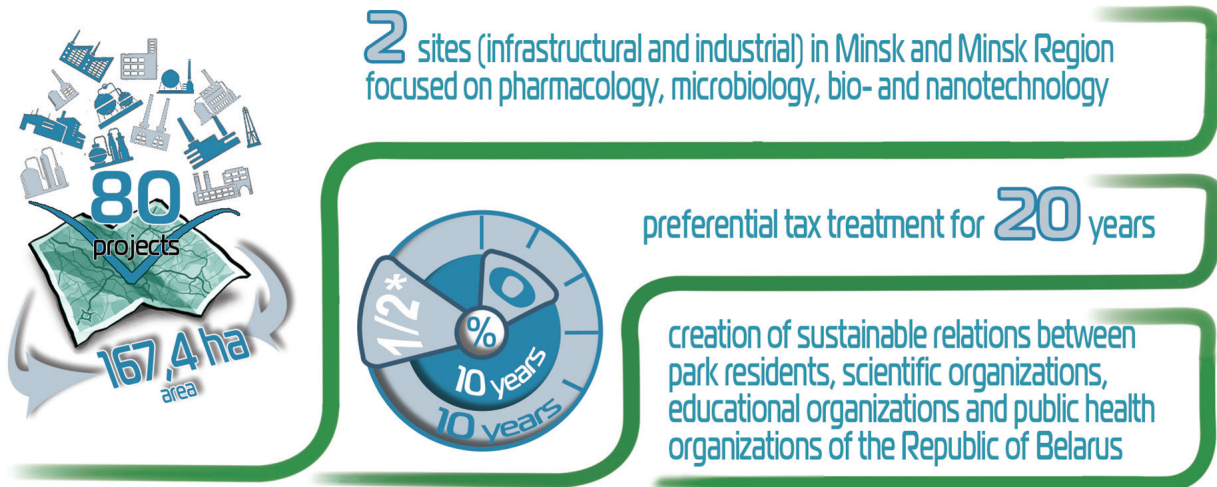 2 sites (infrastructural and industrial) in Minsk and Minsk Region
focused on pharmacology, microbiology, bio- and nanotechnology
80
projects
167,4 ha
area
preferential tax treatment for 20 years
1/2*
0
%
10 years
10 years
creation of sustainable relations between
park residents, scientific organizations,
educational organizations and public health
organizations of the Republic of Belarus